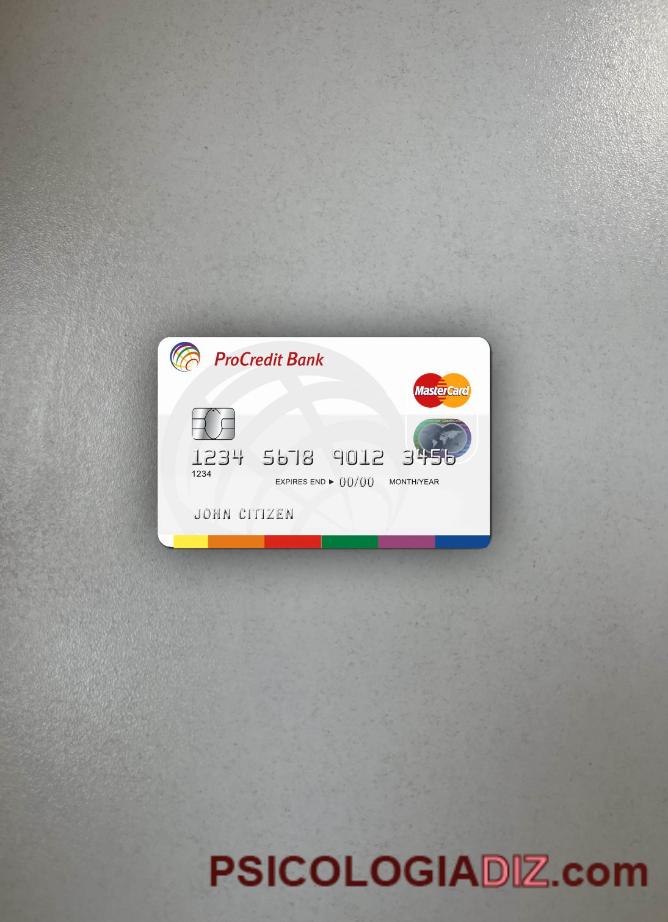 ProCredit Bank
MasterCard
1234 5678 9012 3456
1234
EXPIRES END ▶ 00/00 MONTH/YEAR
JOHN CITIZEN
PSICOLOGIADIZ.com